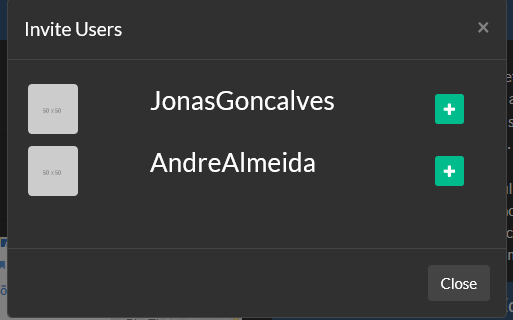 Invite Users
×
50 x 50
JonasGoncalves
+
50 x 50
AndreAlmeida
+
Close